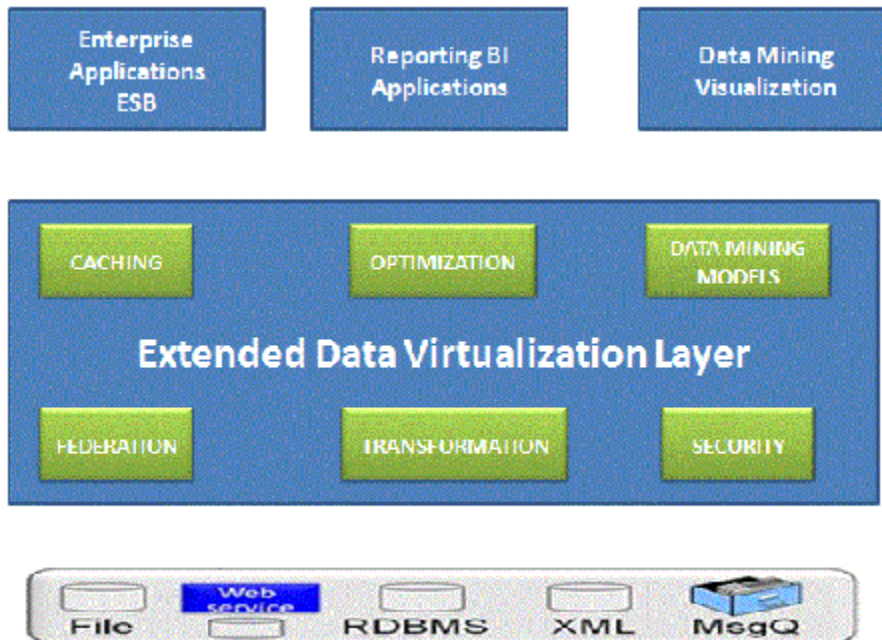 Enterprise
Applications
ESB
Reporting BI
Applications
Data Mining
Visualization
CACHING
OPTIMIZATION
DATA MINING
MODELS
Extended Data Virtualization Layer
FEDERATION
TRANSFORMATION
SECURITY
File
Web
service
RDBMS
XML
MsgQ